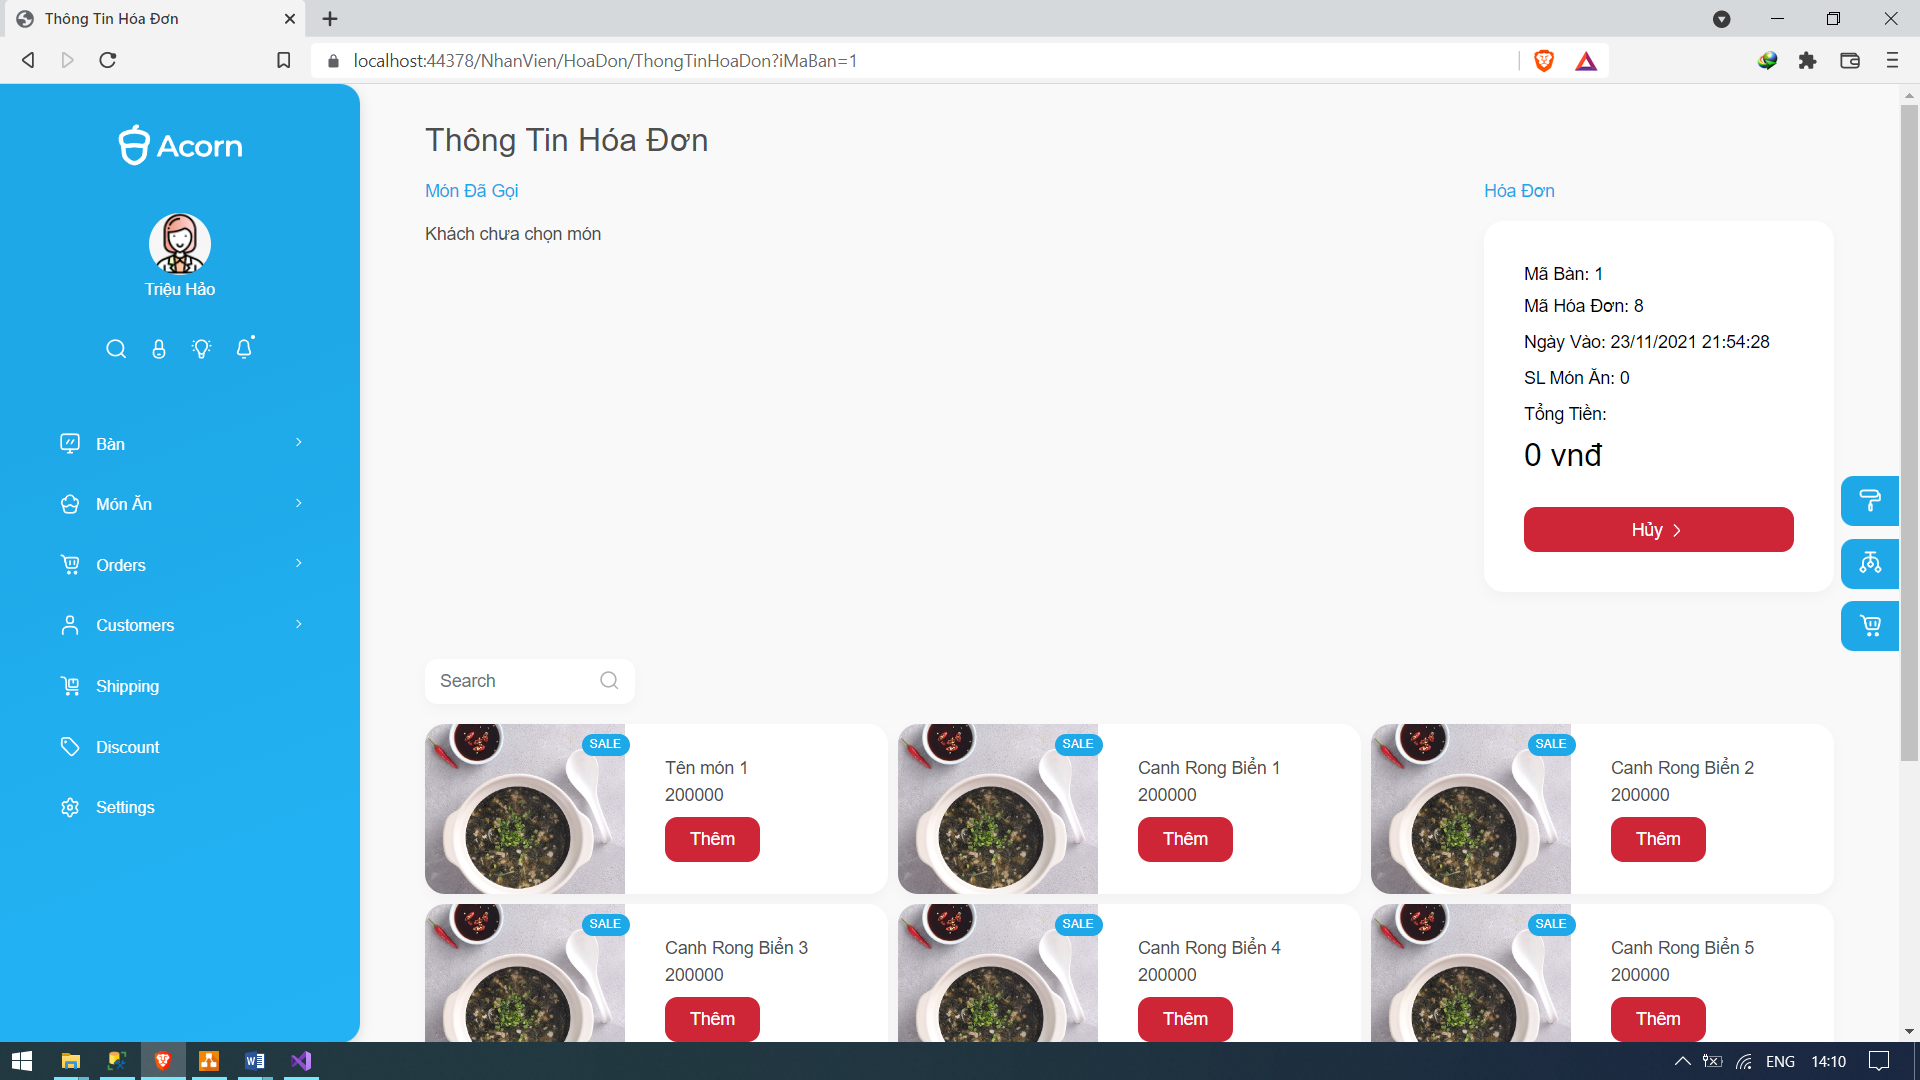 Thông Tin Hóa Đơn
localhost:44378/NhanVien/HoaDon/ThongTinHoaDon?iMaBan=1
Acorn
Triệu Hảo
Bàn
Món Ăn
Orders
Customers
Shipping
Discount
Settings
Thông Tin Hóa Đơn
Món Đã Gọi
Khách chưa chọn món
Hóa Đơn
Mã Bàn: 1
Mã Hóa Đơn: 8
Ngày Vào: 23/11/2021 21:54:28
SL Món Ăn: 0
Tổng Tiền:
0 vnđ
Hủy
Search
SALE
Tên món 1
200000
Thêm
SALE
Canh Rong Biển 1
200000
Thêm
SALE
Canh Rong Biển 2
200000
Thêm
SALE
Canh Rong Biển 3
200000
Thêm
SALE
Canh Rong Biển 4
200000
Thêm
SALE
Canh Rong Biển 5
200000
Thêm
ENG
14:10